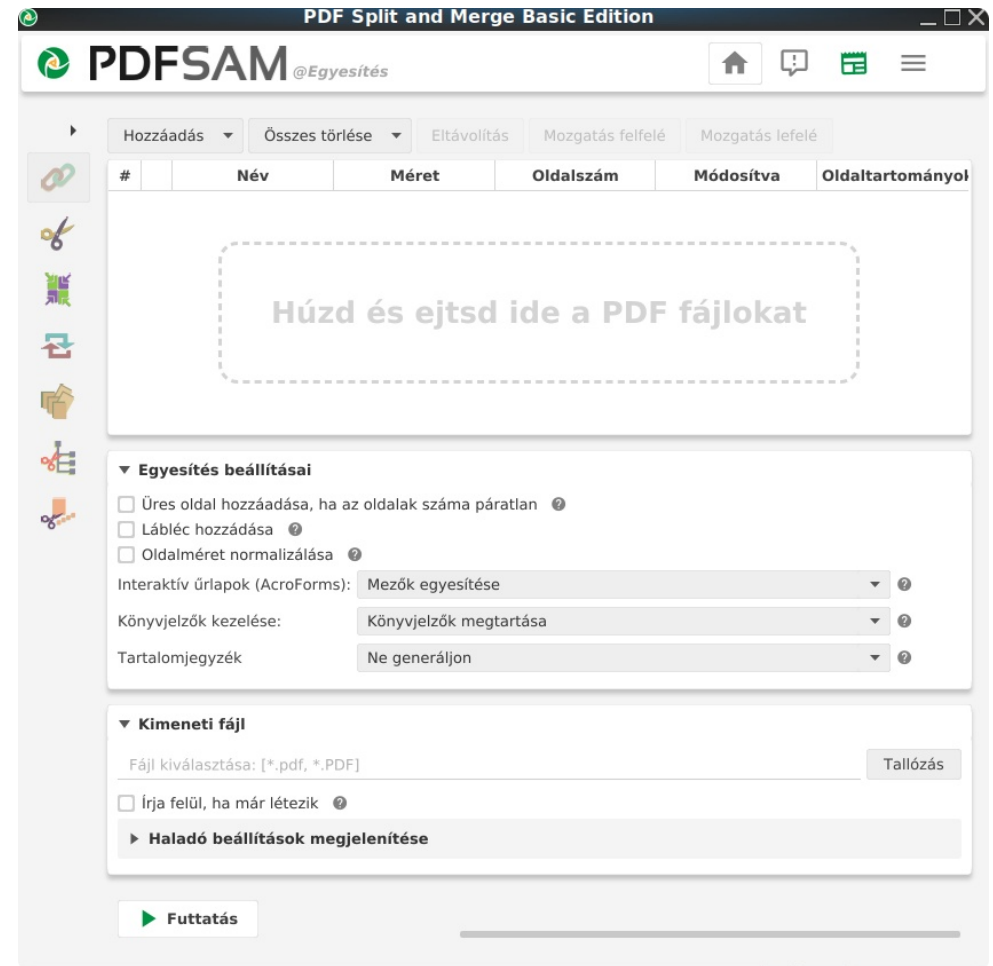 PDF Split and Merge Basic Edition
PDFSAM @Egyesítés
Hozzáadás Összes törlése Eltávolítás Mozgatás felfelé Mozgatás lefelé
# Név Méret Oldalszám Módosítva Oldaltartományok
Húzd és ejtsd ide a PDF fájlokat
Egyesítés beállításai
Üres oldal hozzáadása, ha az oldalak száma páratlan
Lábléc hozzádása
Oldalméret normalizálása
Interaktív űrlapok (AcroForms): Mezők egyesítése
Könyvjelzők kezelése: Könyvjelzők megtartása
Tartalomjegyzék Ne generáljon
Kimeneti fájl
Fájl kiválasztása: [*.pdf, *.PDF] Tallózás
Írja felül, ha már létezik
Haladó beállítások megjelenítése
Futtatás